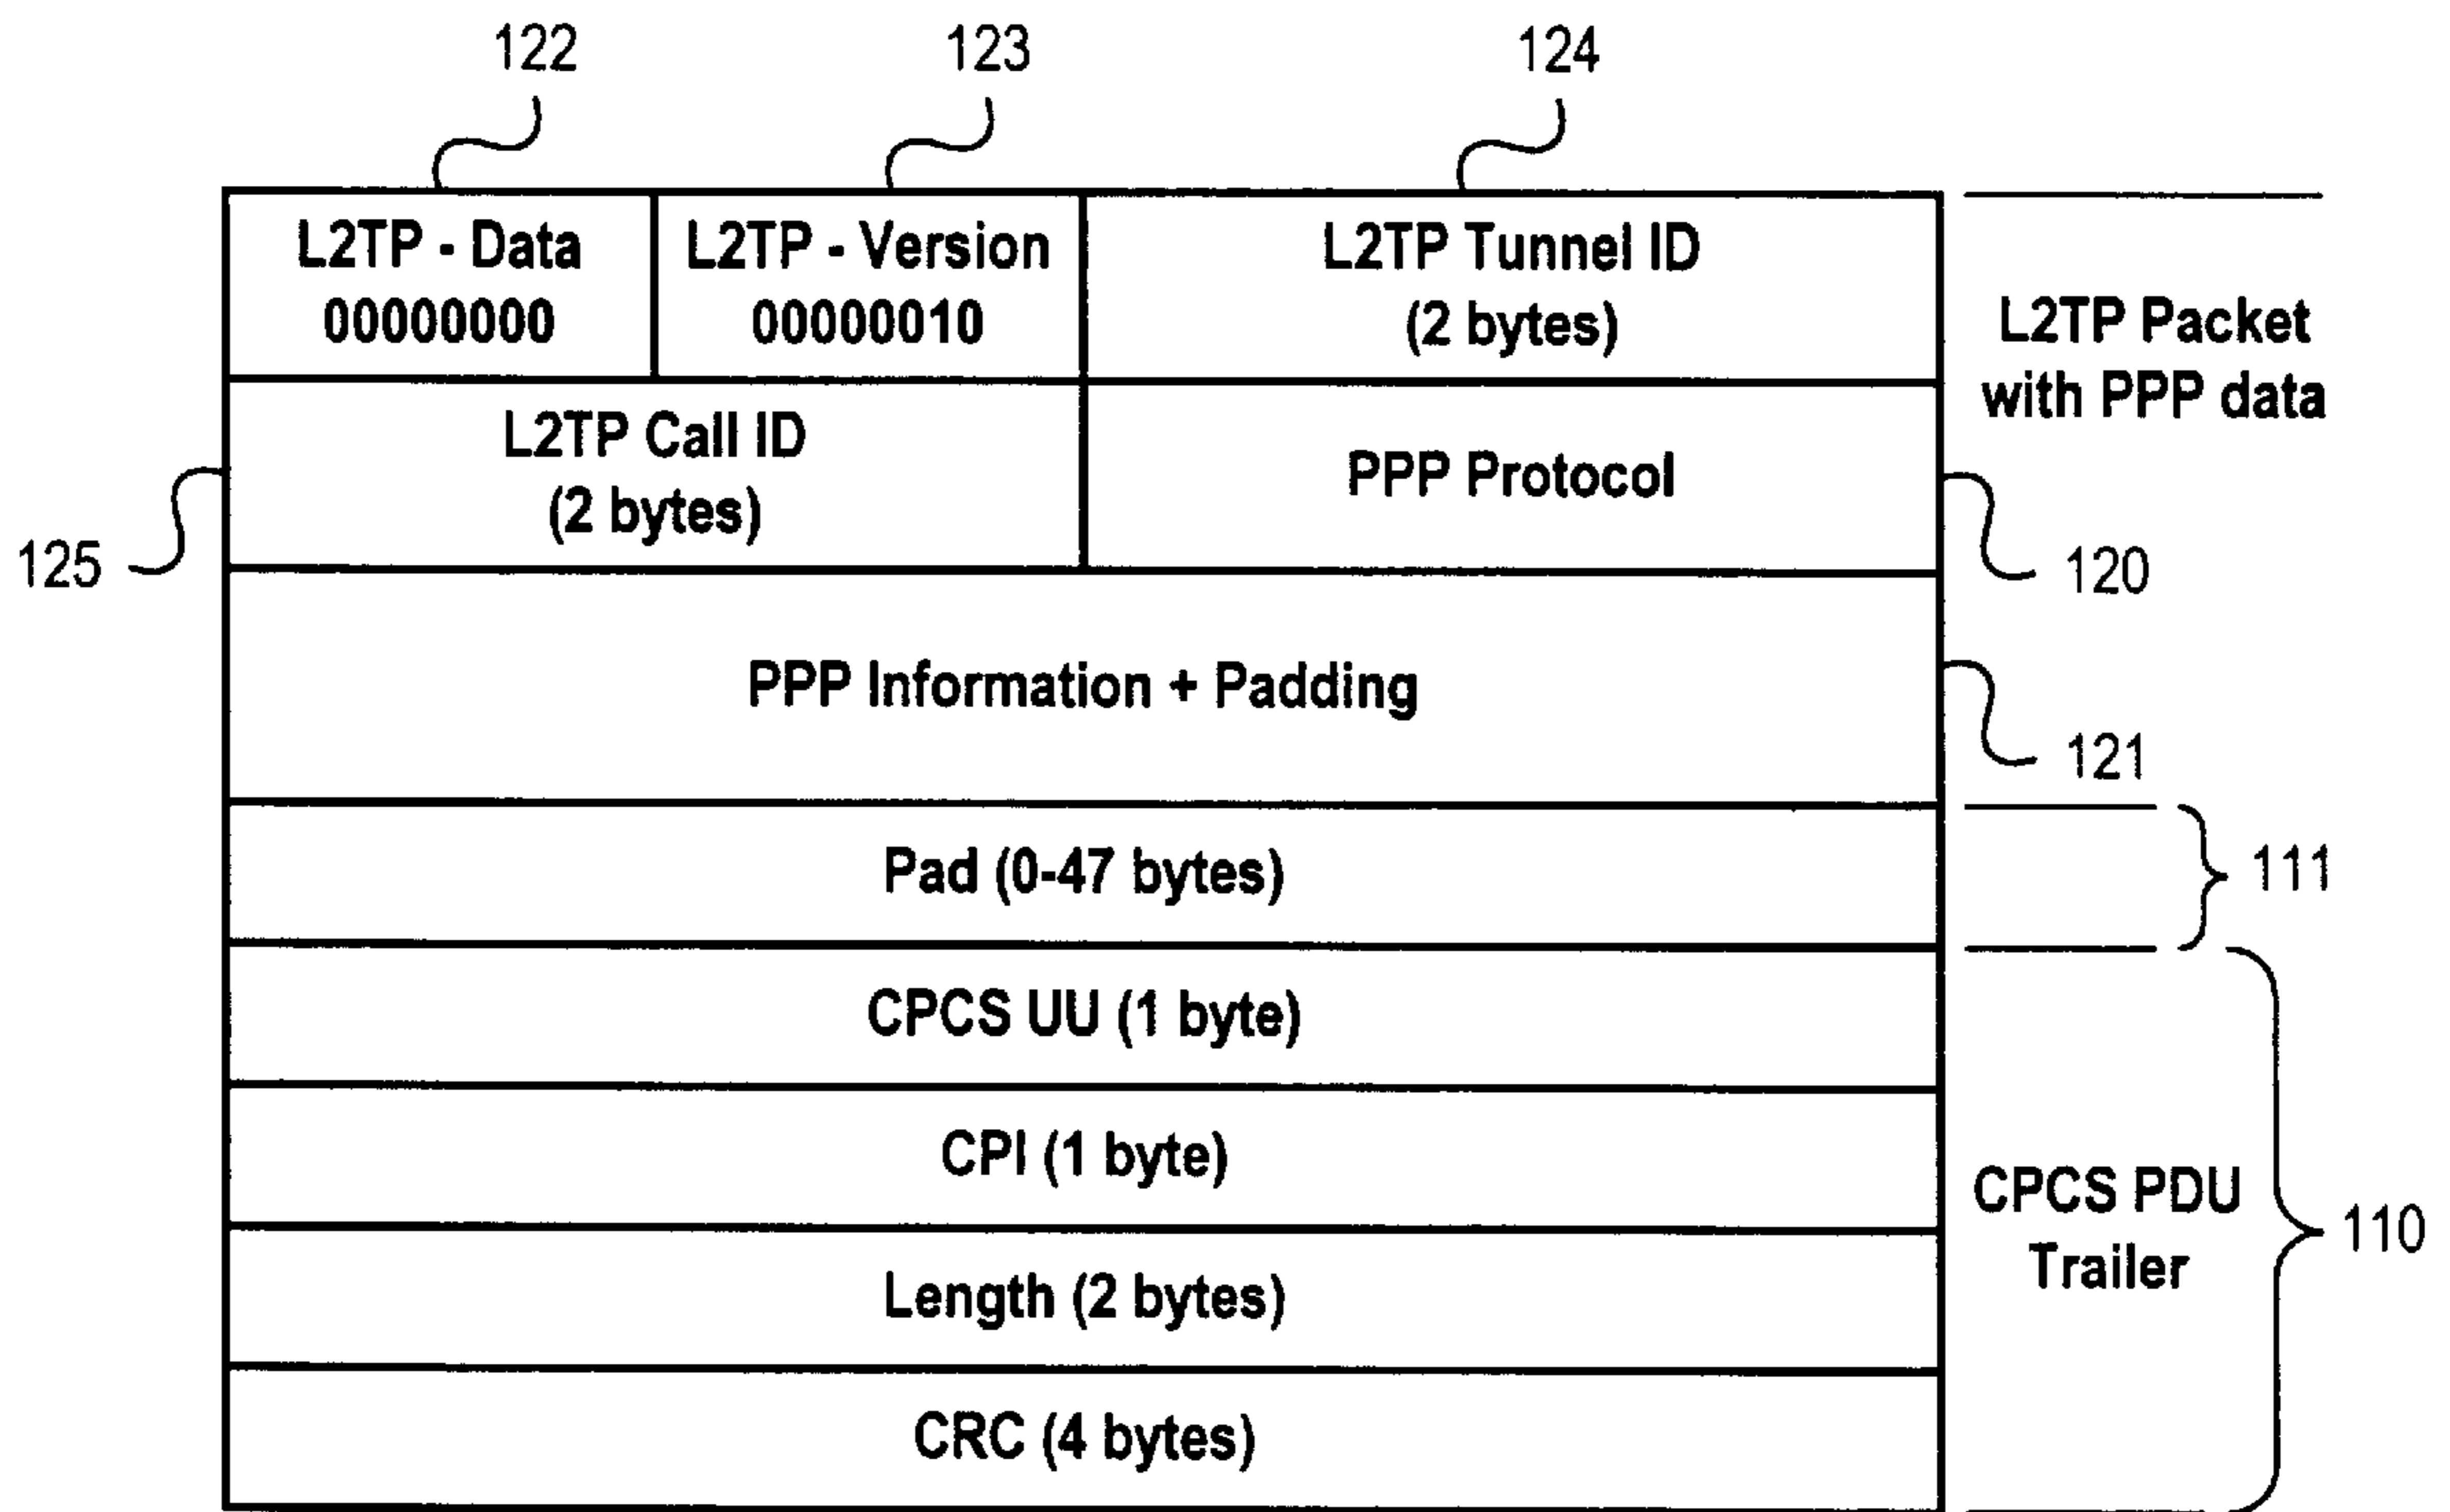 122
123
124
L2TP - Data
00000000
L2TP - Version
00000010
L2TP Tunnel ID
(2 bytes)
L2TP Packet
with PPP data
L2TP Call ID
(2 bytes)
PPP Protocol
125
120
PPP Information + Padding
121
Pad (0-47 bytes)
111
CPCS UU (1 byte)
CPI (1 byte)
CPCS PDU
Trailer
110
Length (2 bytes)
CRC (4 bytes)